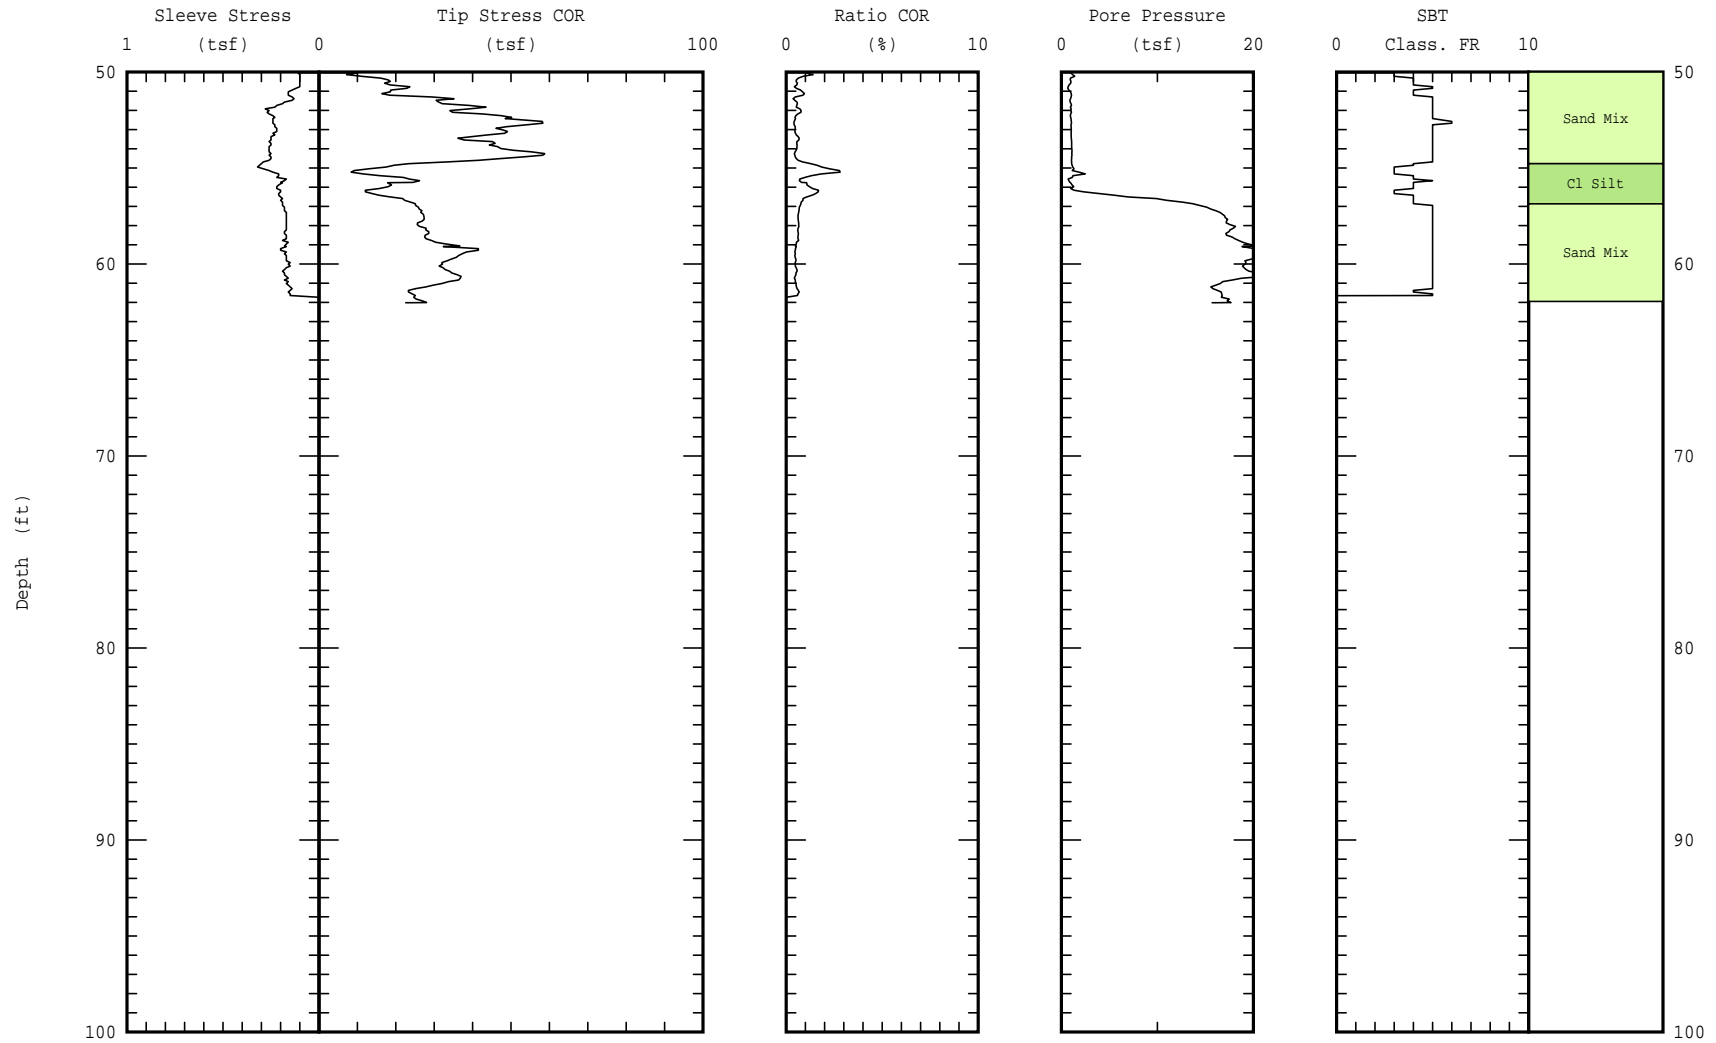 Sleeve Stress Tip Stress COR Ratio COR Pore Pressure SBT
1 (tsf) 0 (tsf) 100 0 (%) 10 0 (tsf) 20 0 Class. FR 10
50 50
Sand Mix
Cl Silt
Sand Mix
60 60
70 70
Depth (ft)
80 80
90 90
100 100